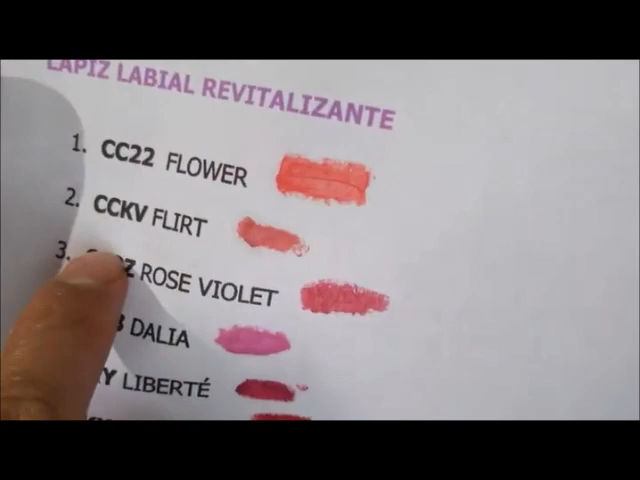 LAPIZ LABIAL REVITALIZANTE
1. CC22 FLOWER
2. CCKV FLIRT
3. ROSE VIOLET
DALIA
LIBERTÉ